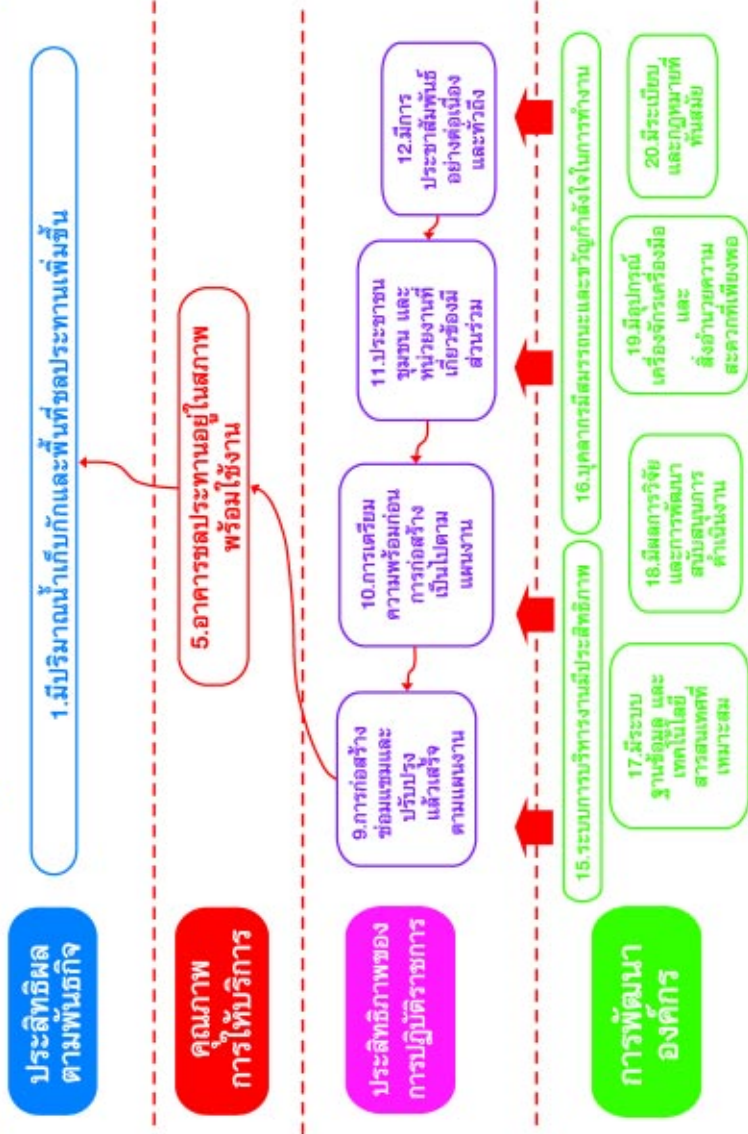 ประสิทธิผล
ตามพันธกิจ
1.มีปริมาณน้ำเก็บกักและพื้นที่ชลประทานเพิ่มขึ้น
คุณภาพ
การให้บริการ
5.อาคารชลประทานอยู่ในสภาพ
พร้อมใช้งาน
ประสิทธิภาพของ
การปฏิบัติราชการ
9.การก่อสร้าง
ซ่อมแซมและ
ปรับปรุง
แล้วเสร็จ
ตามแผนงาน
10.การเตรียม
ความพร้อมก่อน
การก่อสร้าง
เป็นไปตาม
แผนงาน
11.ประชาชน
ชุมชน และ
หน่วยงานที่
เกี่ยวข้องมี
ส่วนร่วม
12.มีการ
ประชาสัมพันธ์
อย่างต่อเนื่อง
และทั่วถึง
การพัฒนา
องค์กร
15.ระบบการบริหารงานมีประสิทธิภาพ
16.บุคลากรมีสมรรถนะและขวัญกำลังใจในการทำงาน
17.มีระบบ
ฐานข้อมูล และ
เทคโนโลยี
สารสนเทศที่
เหมาะสม
18.มีผลการวิจัย
และการพัฒนา
สนับสนุนการ
ดำเนินงาน
19.มีอุปกรณ์
เครื่องจักรเครื่องมือ
และ
สิ่งอำนวยความ
สะดวกที่เพียงพอ
20.มีระเบียบ
และกฎหมายที่
ทันสมัย